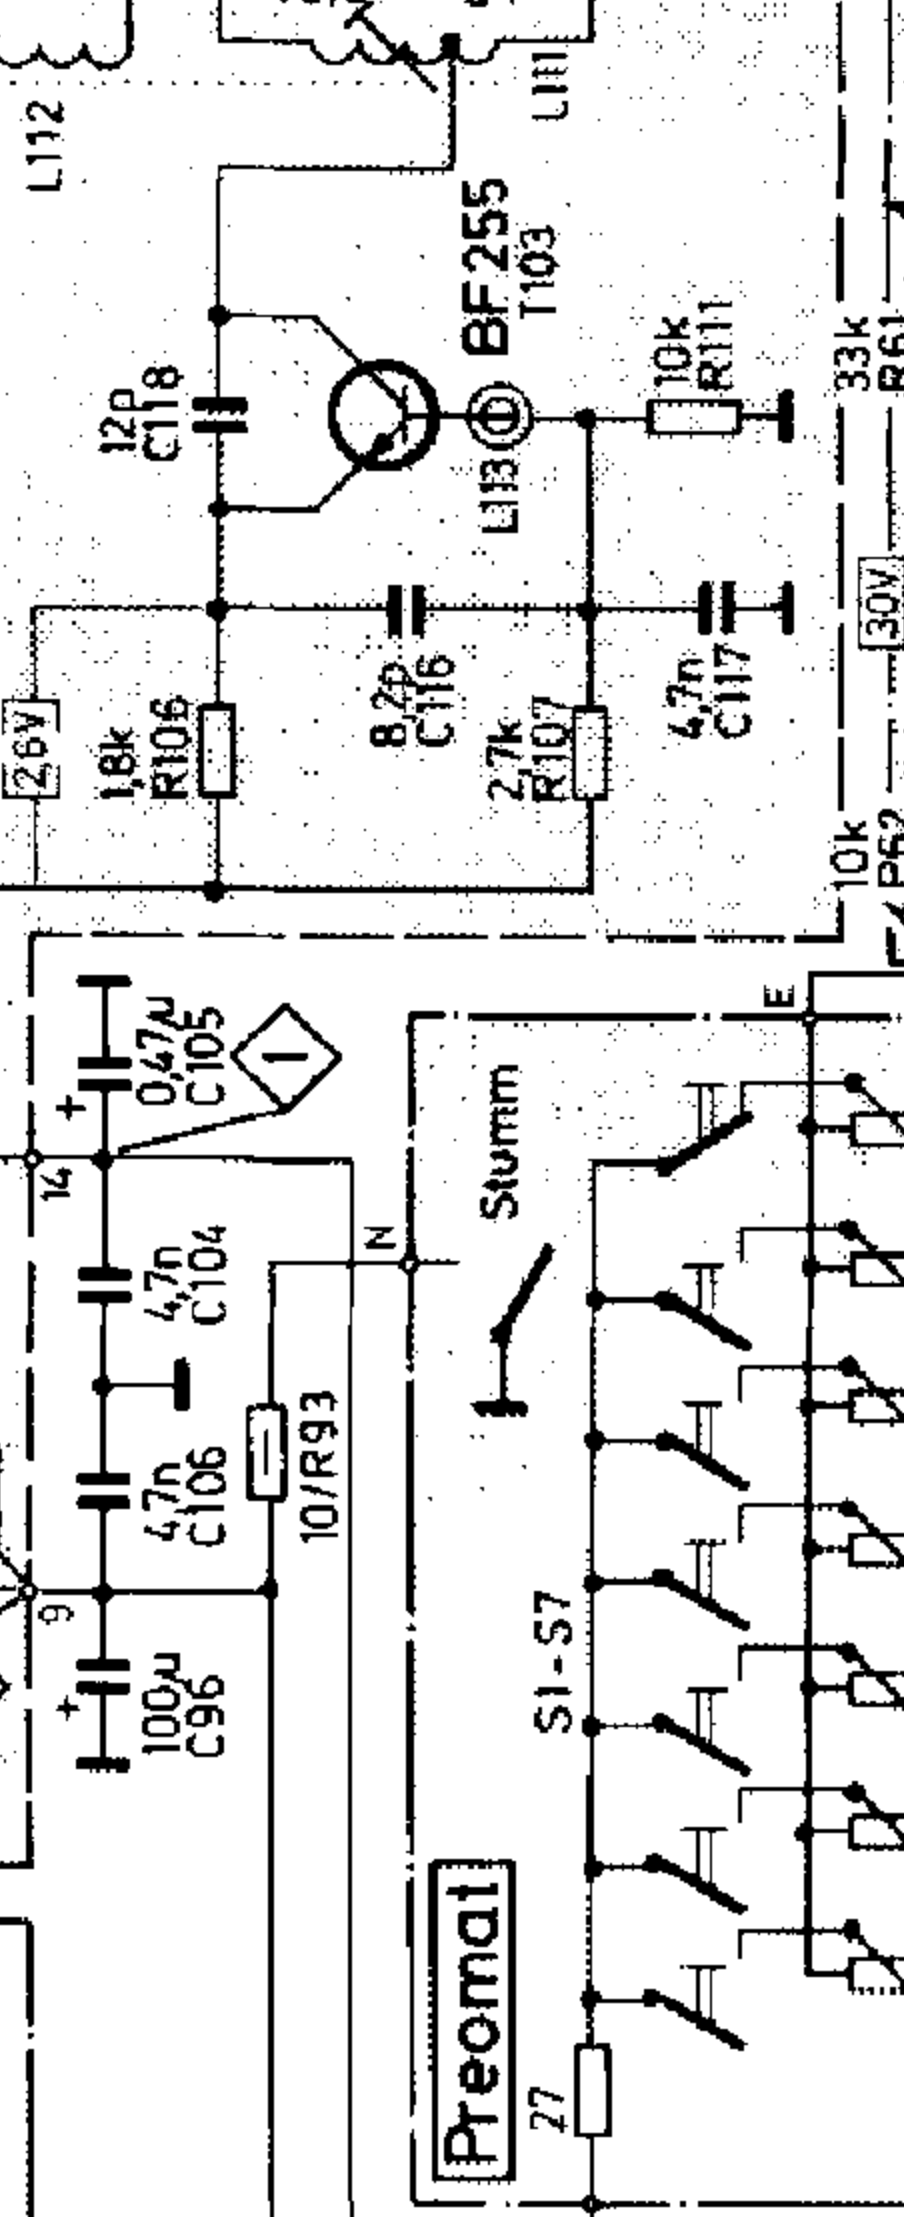 L112
L111
BF255
T103
12p
C118
10k
R111
33k
R61
L113
30V
2,6V
1,8k
R106
8,2p
C116
2,7k
R107
4,7n
C117
10k
E
0,47µ
C105
+
1
14
Stumm
N
4,7n
C104
10/R93
4,7n
C106
9
S1-S7
+
100µ
C96
Preomat
27